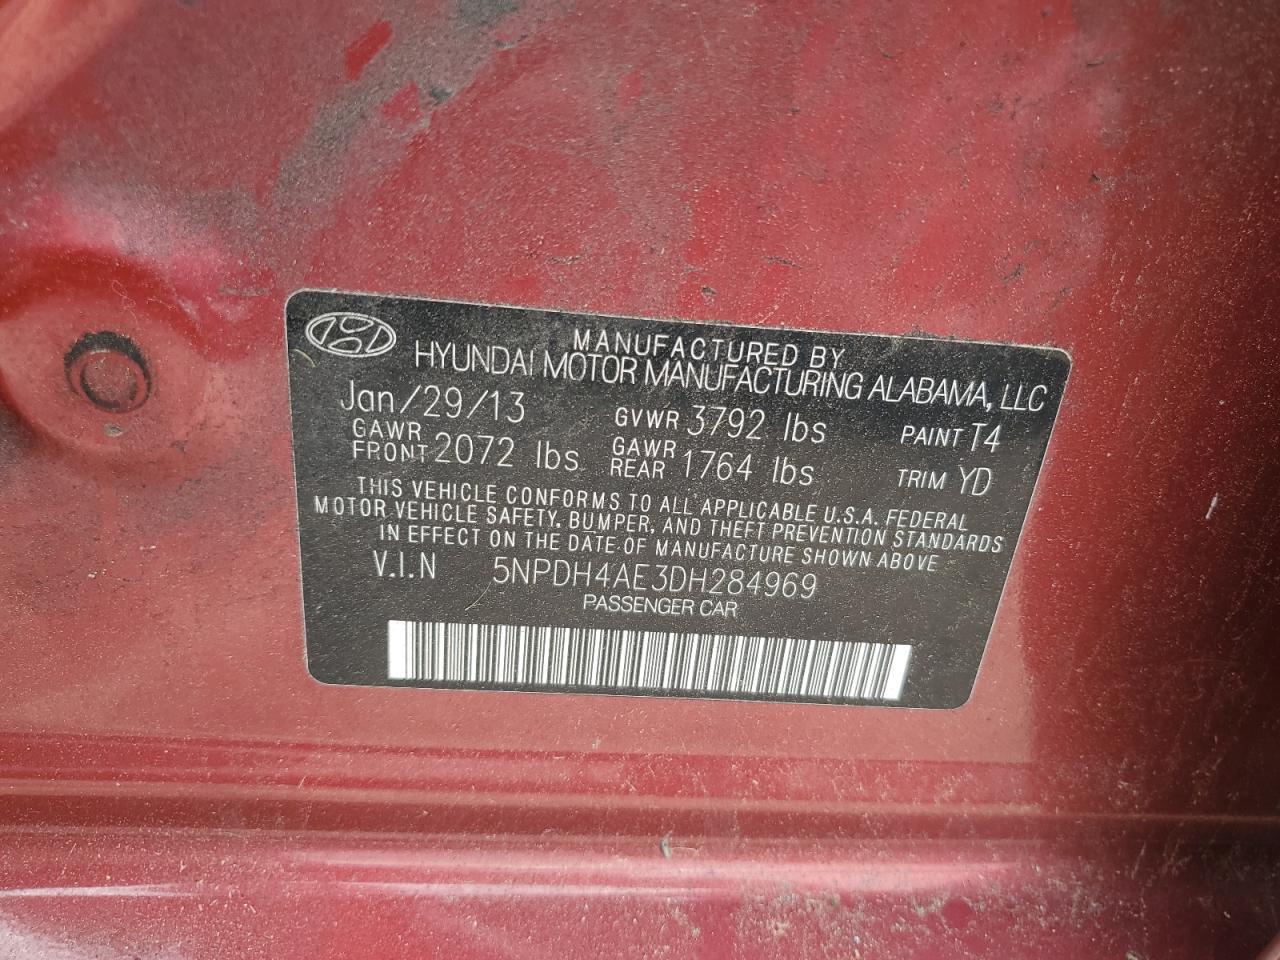 MANUFACTURED BY
HYUNDAI MOTOR MANUFACTURING ALABAMA, LLC
Jan/29/13 GVWR 3792 lbs PAINT T4
GAWR FRONT 2072 lbs GAWR REAR 1764 lbs TRIM YD
THIS VEHICLE CONFORMS TO ALL APPLICABLE U.S.A. FEDERAL
MOTOR VEHICLE SAFETY, BUMPER, AND THEFT PREVENTION STANDARDS
IN EFFECT ON THE DATE OF MANUFACTURE SHOWN ABOVE
V.I.N 5NPDH4AE3DH284969
PASSENGER CAR